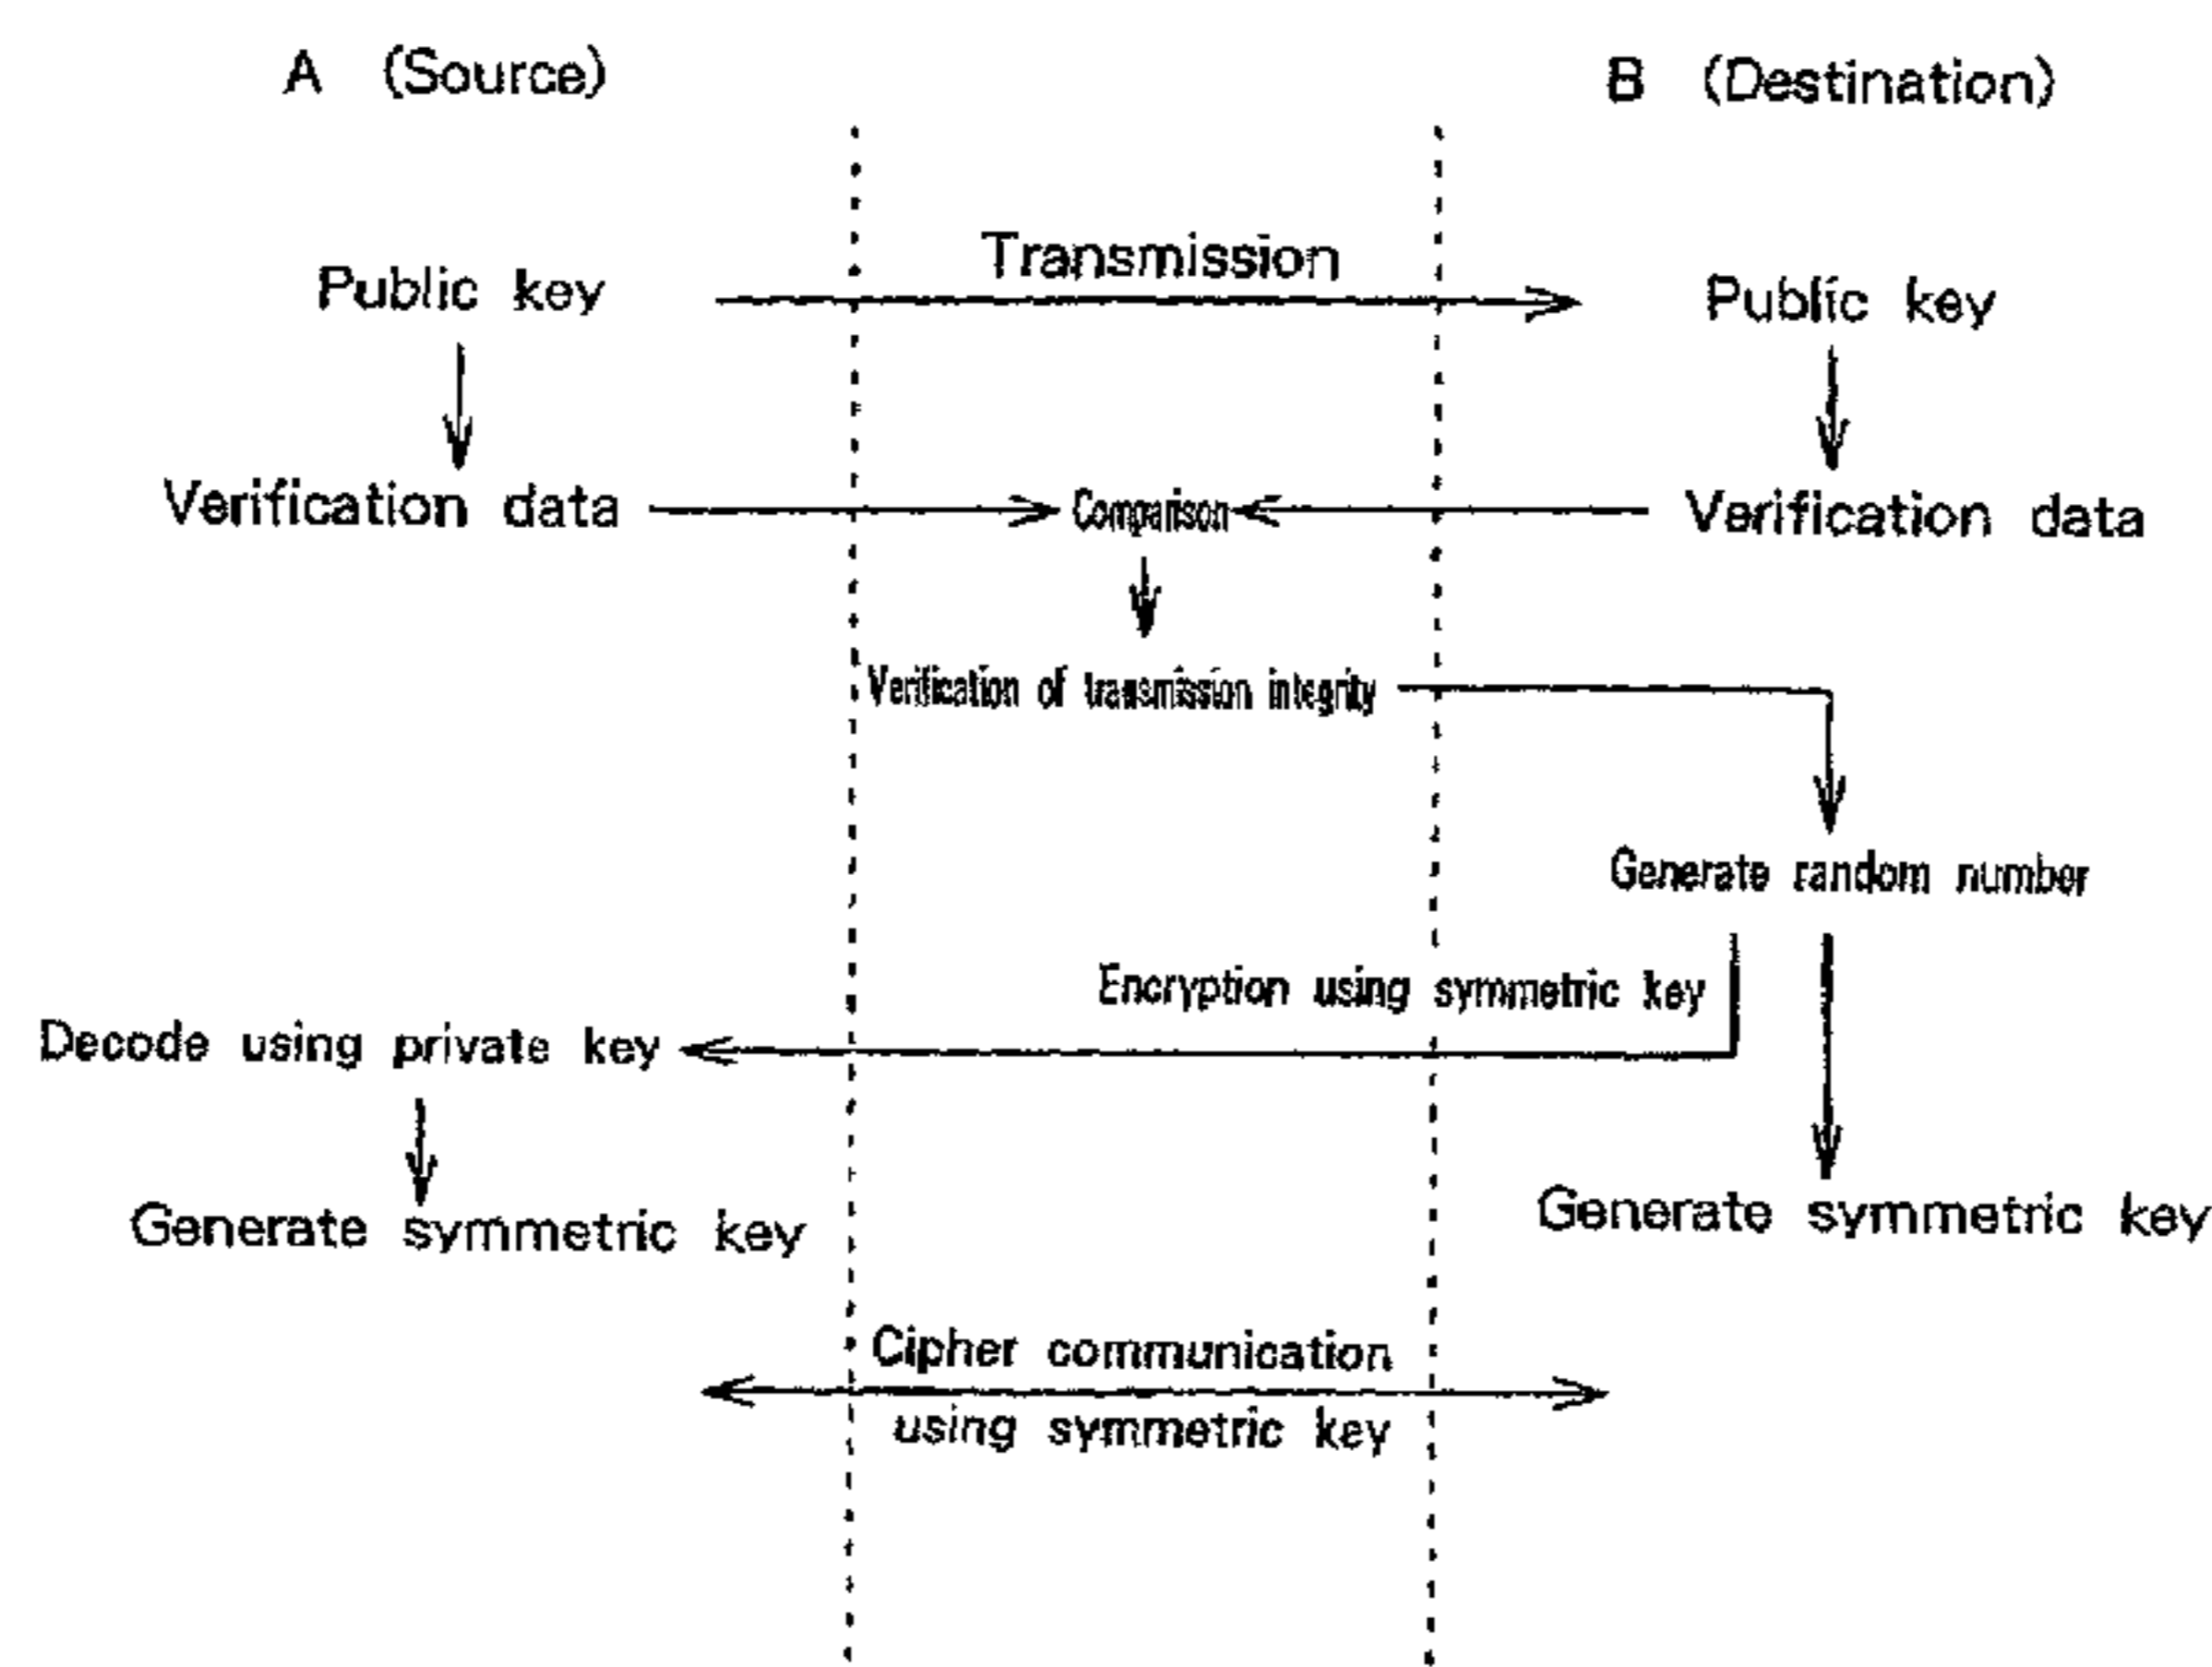 A (Source)
B (Destination)
Transmission
Public key
Public key
Verification data
Comparison
Verification data
Verification of transmission integrity
Generate random number
Encryption using symmetric key
Decode using private key
Generate symmetric key
Generate symmetric key
Cipher communication
using symmetric key